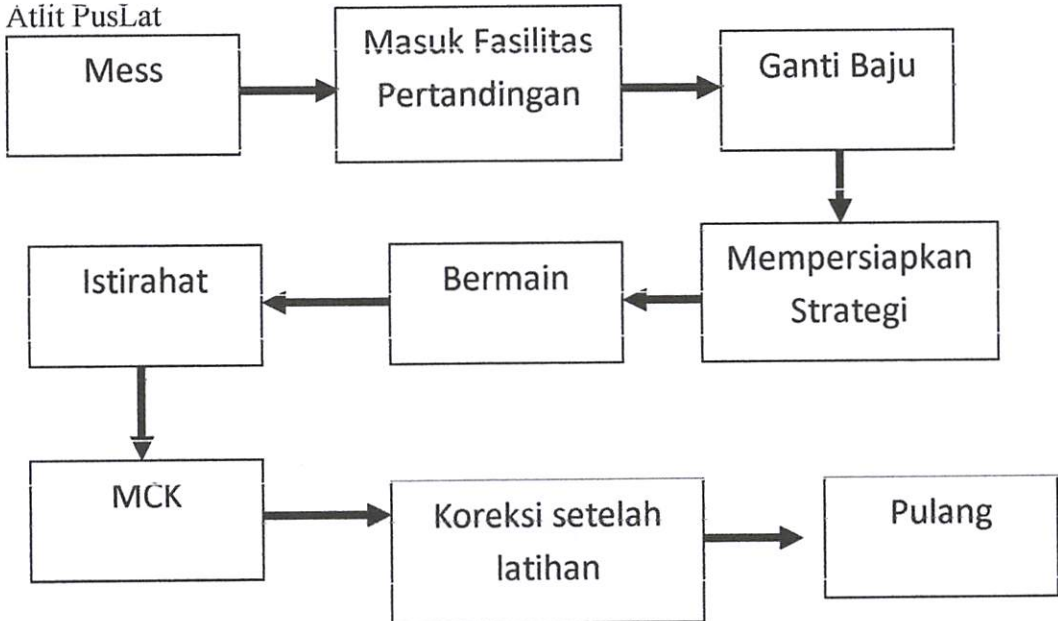 Atlit PusLat
Mess
Masuk Fasilitas
Pertandingan
Ganti Baju
Mempersiapkan
Strategi
Bermain
Istirahat
MCK
Koreksi setelah
latihan
Pulang